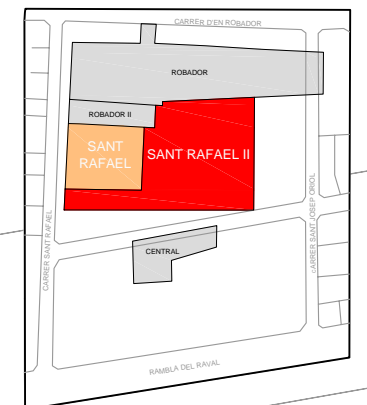 CARRER D'EN ROBADOR
ROBADOR
ROBADOR II
SANT
RAFAEL
SANT RAFAEL II
CARRER SANT RAFAEL
cARRER SANT JOSEP ORIOL
CENTRAL
RAMBLA DEL RAVAL